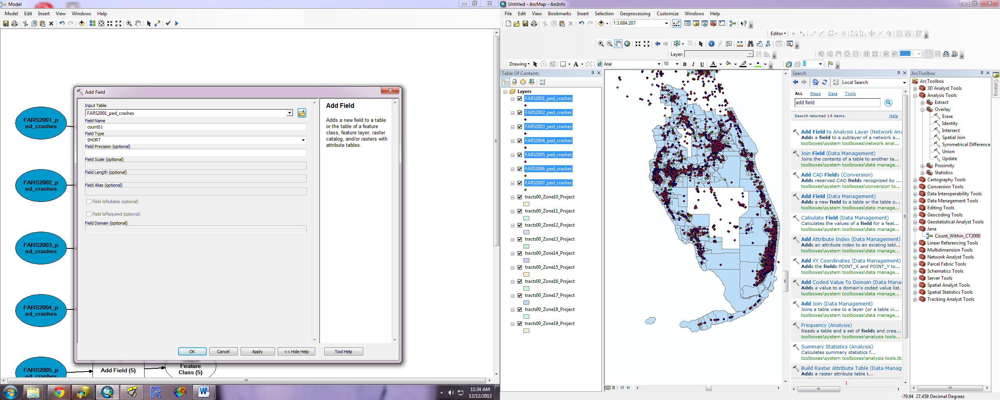 Model
Model Edit Insert View Windows Help
FARS2001_p
ed_crashes
FARS2002_p
ed_crashes
FARS2003_p
ed_crashes
FARS2004_p
ed_crashes
FARS2005_p
ed_crashes
Add Field (5)
Feature
Class (5)
Add Field
Input Table
FARS2001_ped_crashes
Field Name
count01
Field Type
SHORT
Field Precision (optional)
Field Scale (optional)
Field Length (optional)
Field Alias (optional)
Field IsNullable (optional)
Field IsRequired (optional)
Field Domain (optional)
OK Cancel Apply << Hide Help Tool Help
Add Field
Adds a new field to a table
or the table of a feature
class, feature layer, raster
catalog, and/or rasters with
attribute tables.
R GeoDa W
11:34 AM
12/12/2012
Untitled - ArcMap - ArcInfo
File Edit View Bookmarks Insert Selection Geoprocessing Customize Windows Help
1:3,684,207
Editor
Layer:
100%
Drawing A Arial 10 B I U A
0
Table Of Contents
Layers
FARS2001_ped_crashes
FARS2002_ped_crashes
FARS2003_ped_crashes
FARS2004_ped_crashes
FARS2005_ped_crashes
FARS2006_ped_crashes
FARS2007_ped_crashes
tracts00_Zone10_Project
tracts00_Zone11_Project
tracts00_Zone12_Project
tracts00_Zone13_Project
tracts00_Zone14_Project
tracts00_Zone15_Project
tracts00_Zone16_Project
tracts00_Zone17_Project
tracts00_Zone18_Project
tracts00_Zone19_Project
Search
Local Search
ALL Maps Data Tools
add field
Search returned 14 items. Help
Add Field to Analysis Layer (Network Ana
Adds a field to a sublayer of a network a...
toolboxes\system toolboxes\network anal...
Join Field (Data Management)
Joins the contents of a table to another ta...
toolboxes\system toolboxes\data manage...
Add CAD Fields (Conversion)
Adds reserved CAD fields recognized by ...
toolboxes\system toolboxes\conversion to...
Add Field (Data Management)
Adds a new field to a table or the table o...
toolboxes\system toolboxes\data manage...
Calculate Field (Data Management)
Calculates the values of a field for a feat...
toolboxes\system toolboxes\data manage...
Add Attribute Index (Data Management)
Adds an attribute index to an existing tabl...
toolboxes\system toolboxes\data manage...
Add XY Coordinates (Data Management)
Adds the fields POINT_X and POINT_Y to...
toolboxes\system toolboxes\data manage...
Add Coded Value To Domain (Data Mana
Adds a value to a domain's coded value list.
toolboxes\system toolboxes\data manage...
Add Join (Data Management)
Joins a table view to a layer (or a table vi...
toolboxes\system toolboxes\data manage...
Frequency (Analysis)
Reads a table and a set of fields and crea...
toolboxes\system toolboxes\analysis tools...
Summary Statistics (Analysis)
Calculates summary statistics f...
toolboxes\system toolboxes\analysis tools.tb
Build Raster Attribute Table (Data Manag
Adds a raster attribute table t...
1
ArcToolbox
ArcToolbox
3D Analyst Tools
Analysis Tools
Extract
Overlay
Erase
Identity
Intersect
Spatial Join
Symmetrical Difference
Union
Update
Proximity
Statistics
Cartography Tools
Conversion Tools
Data Interoperability Tools
Data Management Tools
Editing Tools
Geocoding Tools
Geostatistical Analyst Tools
Jana
Count_Within_CT2000
Linear Referencing Tools
Multidimension Tools
Network Analyst Tools
Parcel Fabric Tools
Schematics Tools
Server Tools
Spatial Analyst Tools
Spatial Statistics Tools
Tracking Analyst Tools
Catalog
-79.94 27.458 Decimal Degrees